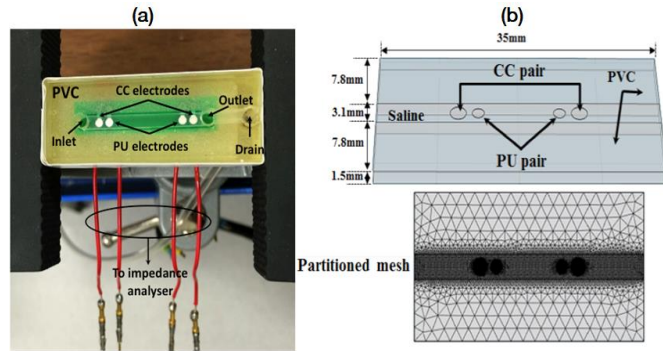 (a)
PVC
CC electrodes
Outlet
Inlet
PU electrodes
Drain
To impedance
analyser
(b)
35mm
7.8mm
CC pair
PVC
3.1mm
Saline
7.8mm
PU pair
1.5mm
Partitioned mesh